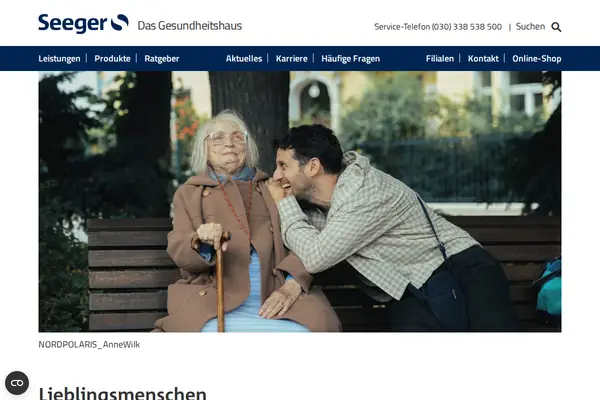 Seeger Das Gesundheitshaus
Service-Telefon (030) 338 538 500 | Suchen
Leistungen | Produkte | Ratgeber Aktuelles | Karriere | Häufige Fragen Filialen | Kontakt | Online-Shop
NORDPOLARIS_AnneWilk
Lieblingsmenschen